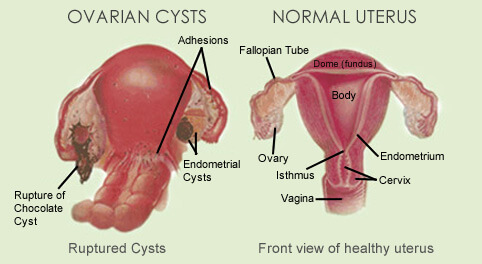 OVARIAN CYSTS
Adhesions
Endometrial
Cysts
Rupture of
Chocolate
Cyst
Ruptured Cysts
NORMAL UTERUS
Fallopian Tube
Dome (fundus)
Body
Ovary
Isthmus
Endometrium
Cervix
Vagina
Front view of healthy uterus